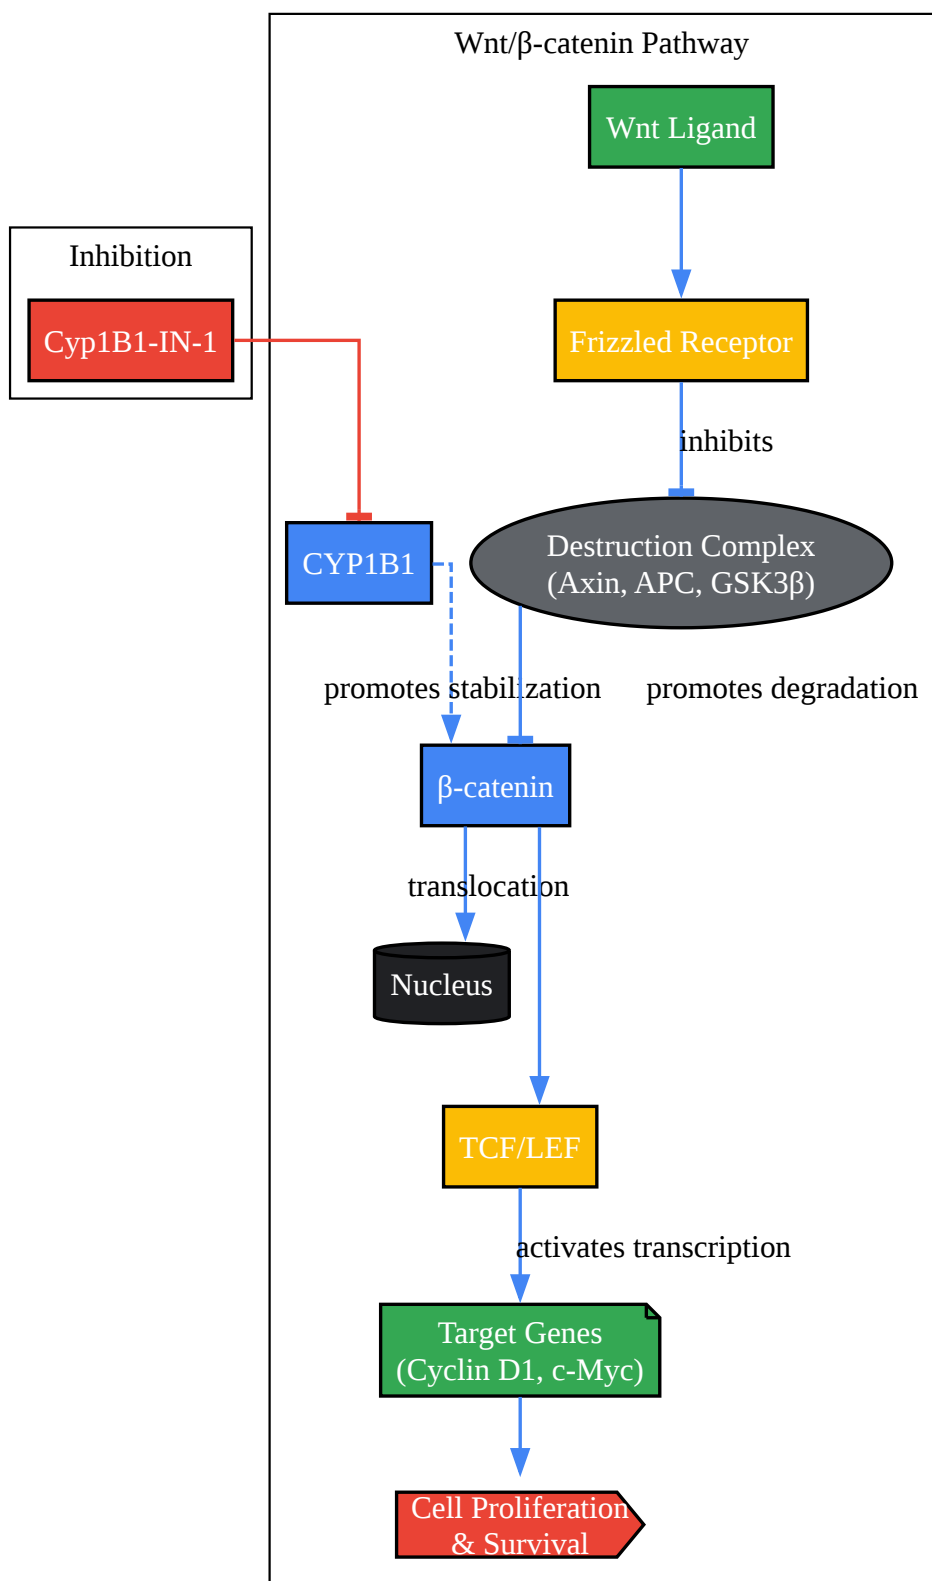 Wnt/β-catenin Pathway
Wnt Ligand
Inhibition
Cyp1B1-IN-1
Frizzled Receptor
inhibits
CYP1B1
Destruction Complex
(Axin, APC, GSK3β)
promotes stabilization
promotes degradation
β-catenin
translocation
Nucleus
TCF/LEF
activates transcription
Target Genes
(Cyclin D1, c-Myc)
Cell Proliferation
& Survival